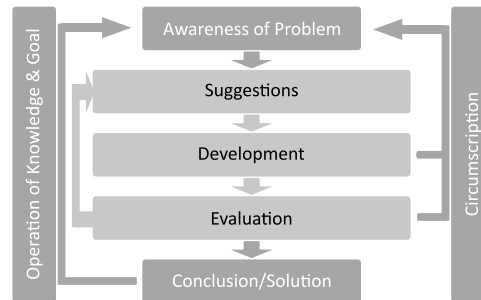 Operation of Knowledge & Goal
Awareness of Problem
Suggestions
Development
Evaluation
Conclusion/Solution
Circumscription